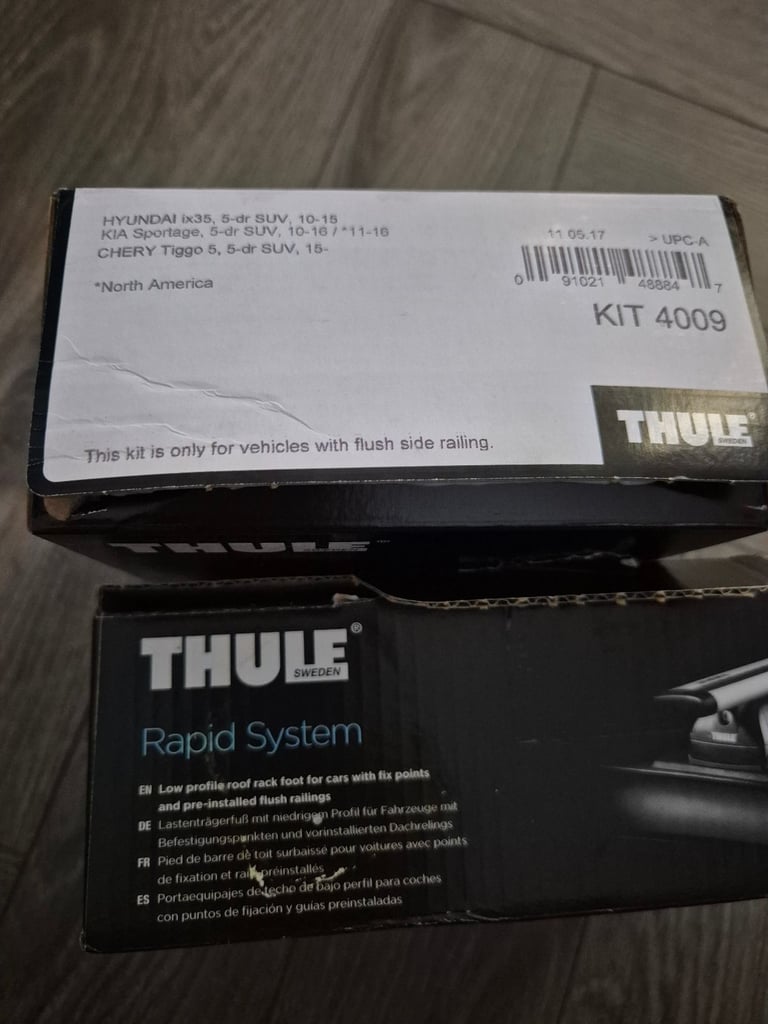 HYUNDAI ix35, 5-dr SUV, 10-15
KIA Sportage, 5-dr SUV, 10-16 / *11-16
CHERY Tiggo 5, 5-dr SUV, 15-
*North America
11.05.17 > UPC-A
0 91021 48884 7
KIT 4009
THULE
SWEDEN
This kit is only for vehicles with flush side railing.
THULE
THULE®
SWEDEN
Rapid System
EN Low profile roof rack foot for cars with fix points
and pre-installed flush railings
DE Lastenträgerfuß mit niedrigem Profil für Fahrzeuge mit
Befestigungspunkten und vorinstallierten Dachrelings
FR Pied de barre de toit surbaissé pour voitures avec points
de fixation et rails préinstallés
ES Portaequipajes de techo de bajo perfil para coches
con puntos de fijación y guías preinstaladas